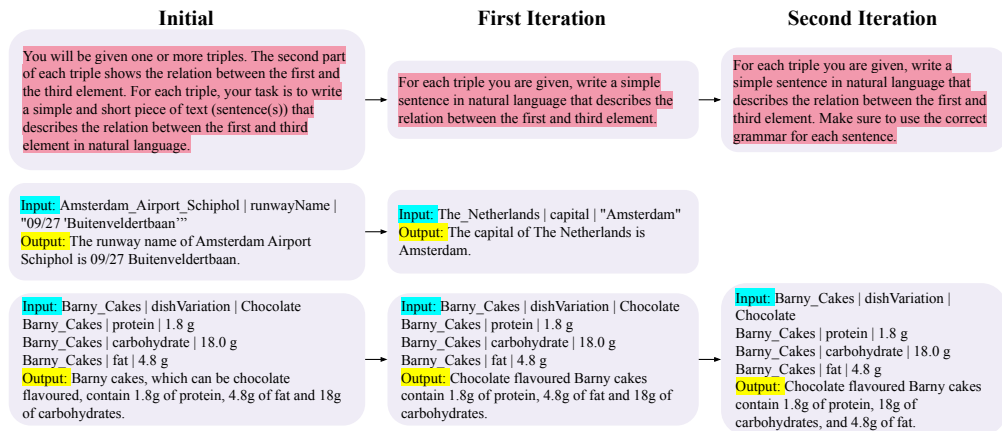 Initial
First Iteration
Second Iteration
You will be given one or more triples. The second part
of each triple shows the relation between the first and
the third element. For each triple, your task is to write
a simple and short piece of text (sentence(s)) that
describes the relation between the first and third
element in natural language.
For each triple you are given, write a simple
sentence in natural language that describes the
relation between the first and third element.
For each triple you are given, write a
simple sentence in natural language that
describes the relation between the first and
third element. Make sure to use the correct
grammar for each sentence.
Input: Amsterdam_Airport_Schiphol | runwayName |
"09/27 'Buitenveldertbaan'"
Output: The runway name of Amsterdam Airport
Schiphol is 09/27 Buitenveldertbaan.
Input: The_Netherlands | capital | "Amsterdam"
Output: The capital of The Netherlands is
Amsterdam.
Input: Barny_Cakes | dishVariation | Chocolate
Barny_Cakes | protein | 1.8 g
Barny_Cakes | carbohydrate | 18.0 g
Barny_Cakes | fat | 4.8 g
Output: Barny cakes, which can be chocolate
flavoured, contain 1.8g of protein, 4.8g of fat and 18g
of carbohydrates.
Input: Barny_Cakes | dishVariation | Chocolate
Barny_Cakes | protein | 1.8 g
Barny_Cakes | carbohydrate | 18.0 g
Barny_Cakes | fat | 4.8 g
Output: Chocolate flavoured Barny cakes
contain 1.8g of protein, 4.8g of fat and 18g
of carbohydrates.
Input: Barny_Cakes | dishVariation |
Chocolate
Barny_Cakes | protein | 1.8 g
Barny_Cakes | carbohydrate | 18.0 g
Barny_Cakes | fat | 4.8 g
Output: Chocolate flavoured Barny cakes
contain 1.8g of protein, 18g of
carbohydrates, and 4.8g of fat.